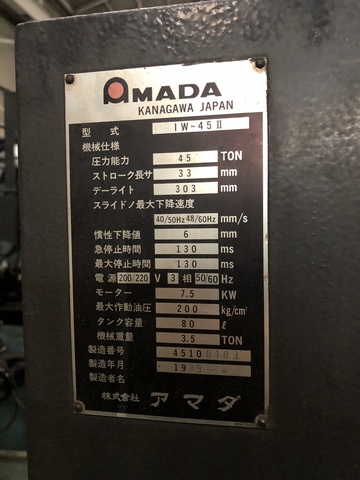 AMADA
KANAGAWA JAPAN
型式 IW-45II
機械仕様
圧力能力 45 TON
ストローク長サ 33 mm
デーライト 303 mm
スライドノ最大下降速度
40/50Hz 48/60Hz mm/s
慣性下降値 6 mm
急停止時間 130 ms
最大停止時間 130 ms
電源 200/220 V 3 相 50/60 Hz
モーター 7.5 KW
最大作動油圧 200 kg/cm²
タンク容量 80 ℓ
機械重量 3.5 TON
製造番号 45100103
製造年月
製造者名
株式会社 アマダ